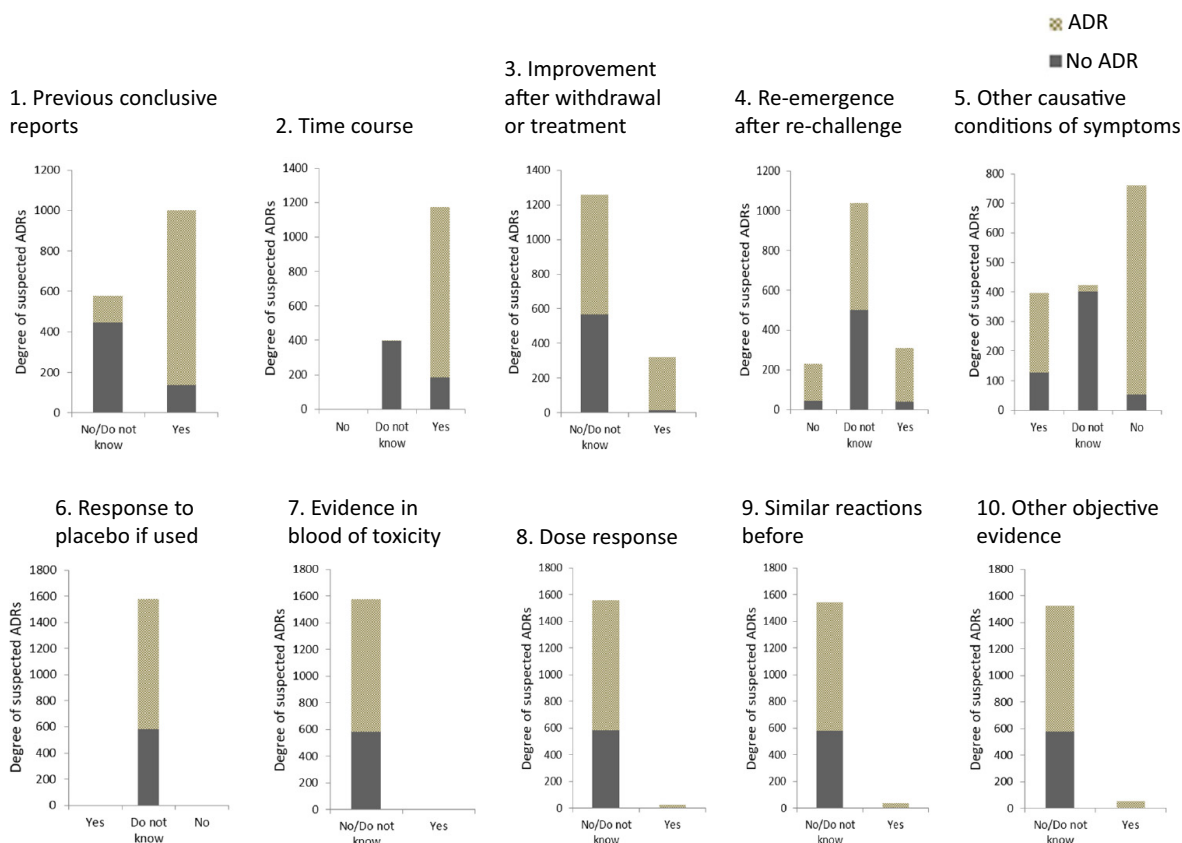 ADR
No ADR
1. Previous conclusive
reports
Degree of suspected ADRs
1200
1000
800
600
400
200
0
No/Do not
know
Yes
2. Time course
Degree of suspected ADRs
1400
1200
1000
800
600
400
200
0
No
Do not
know
Yes
3. Improvement
after withdrawal
or treatment
Degree of suspected ADRs
1400
1200
1000
800
600
400
200
0
No/Do not
know
Yes
4. Re-emergence
after re-challenge
Degree of suspected ADRs
1200
1000
800
600
400
200
0
No
Do not
know
Yes
5. Other causative
conditions of symptoms
Degree of suspected ADRs
800
700
600
500
400
300
200
100
0
Yes
Do not
know
No
6. Response to
placebo if used
Degree of suspected ADRs
1800
1600
1400
1200
1000
800
600
400
200
0
Yes
Do not
know
No
7. Evidence in
blood of toxicity
Degree of suspected ADRs
1800
1600
1400
1200
1000
800
600
400
200
0
No/Do not
know
Yes
8. Dose response
Degree of suspected ADRs
1800
1600
1400
1200
1000
800
600
400
200
0
No/Do not
know
Yes
9. Similar reactions
before
Degree of suspected ADRs
1800
1600
1400
1200
1000
800
600
400
200
0
No/Do not
know
Yes
10. Other objective
evidence
Degree of suspected ADRs
1800
1600
1400
1200
1000
800
600
400
200
0
No/Do not
know
Yes